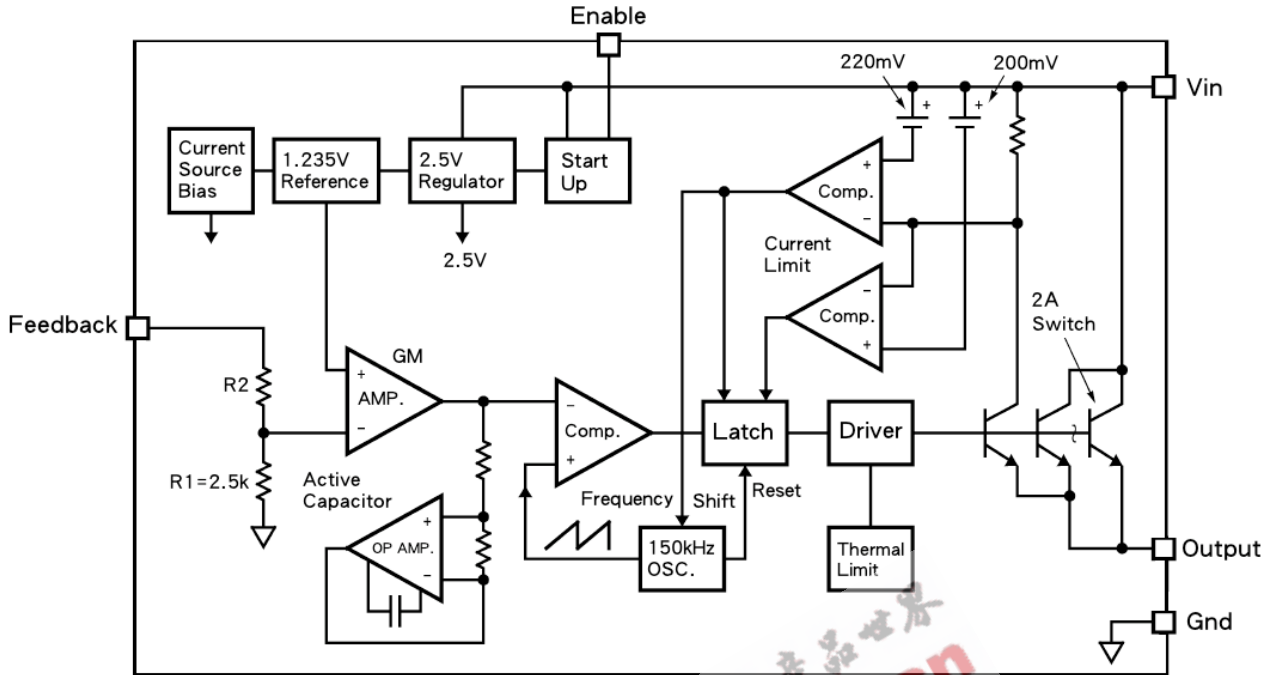 Enable
220mV
200mV
+
+
Vin
Current
Source
Bias
1.235V
Reference
2.5V
Regulator
Start
Up
+
Comp.
−
2.5V
Current
Limit
−
Comp.
+
2A
Switch
Feedback
R2
R1=2.5k
GM
+
AMP.
−
−
Comp.
+
Latch
Driver
Active
Capacitor
+
OP AMP.
−
Frequency
Shift
Reset
150kHz
OSC.
Thermal
Limit
Output
Gnd